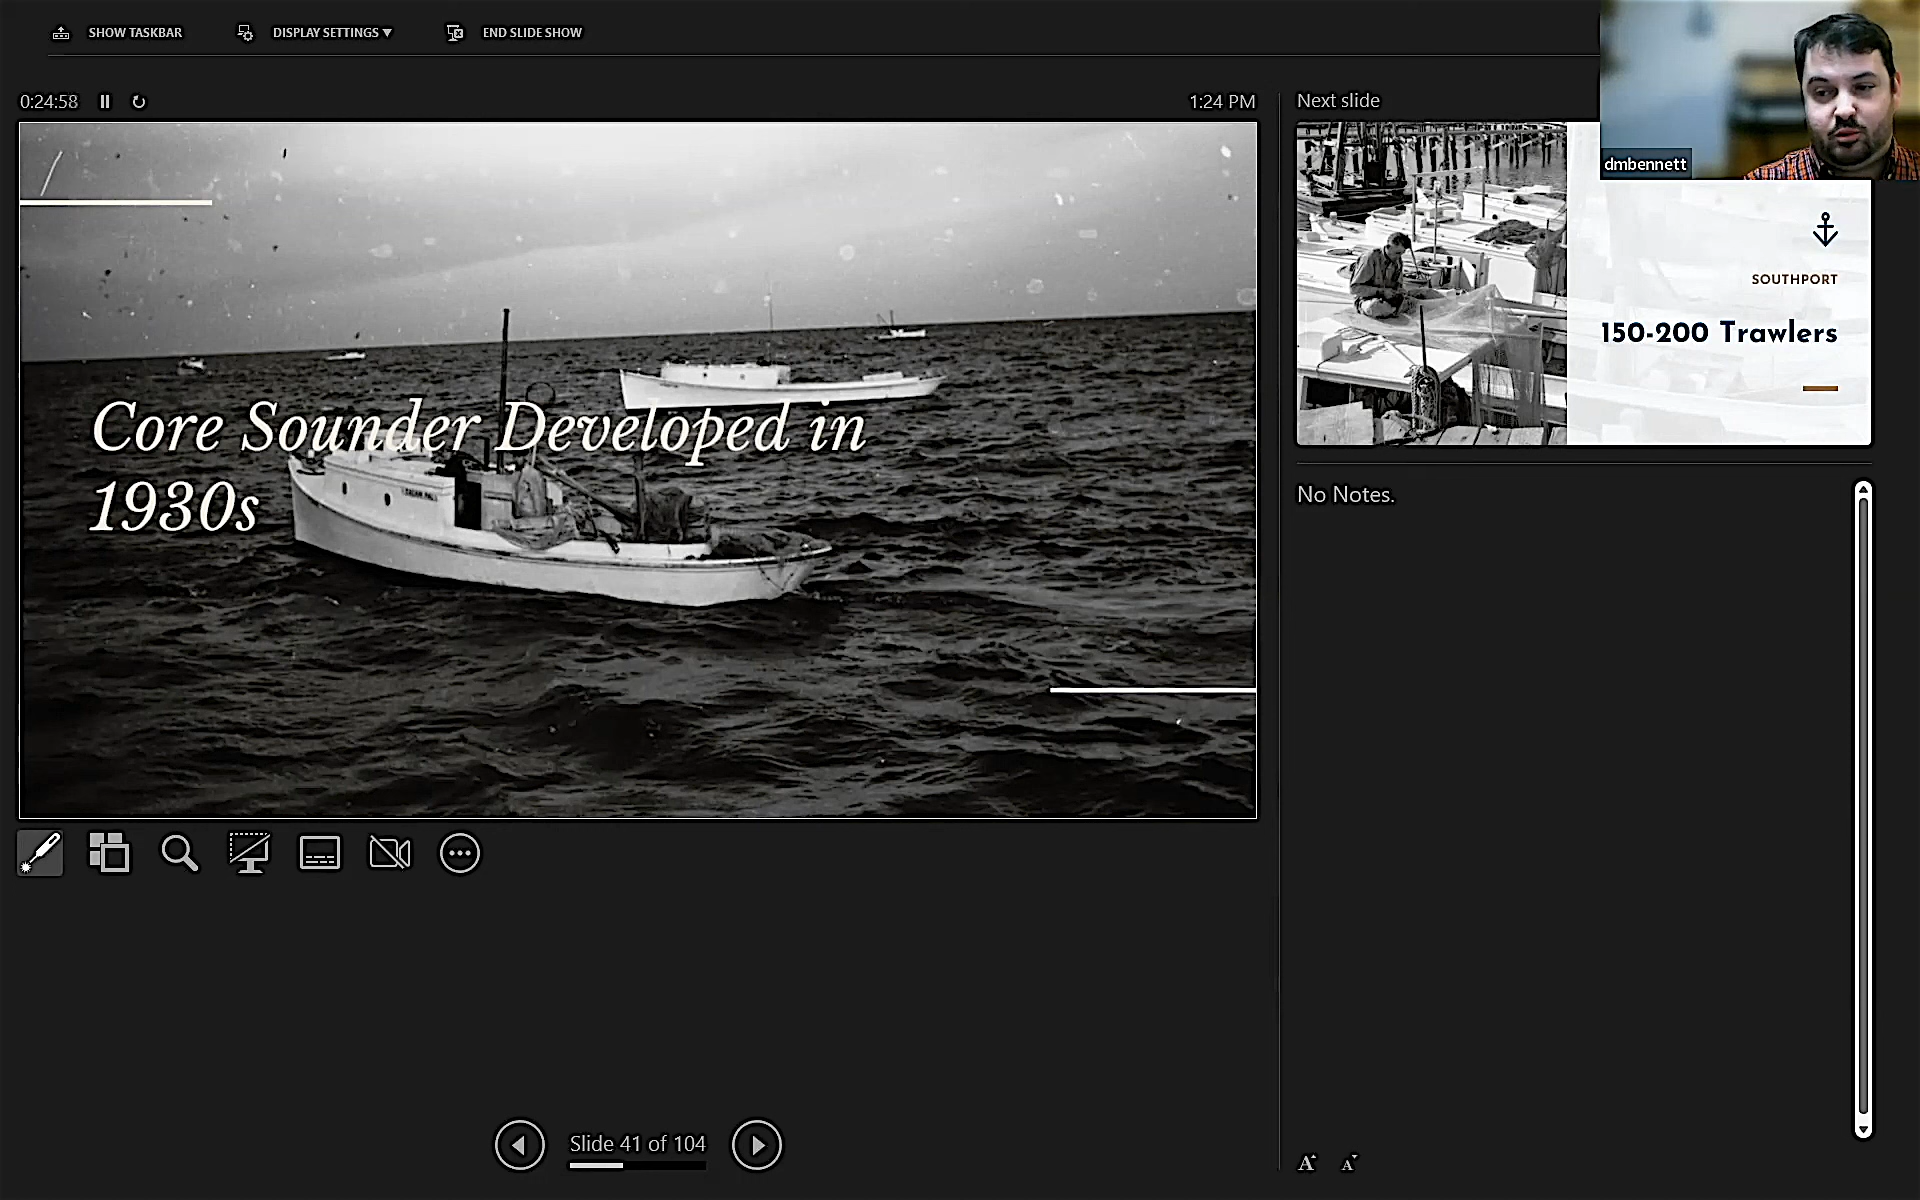 SHOW TASKBAR
DISPLAY SETTINGS ▼
END SLIDE SHOW
0:24:58
1:24 PM
Next slide
dmbennett
Core Sounder Developed in
1930s
SOUTHPORT
150-200 Trawlers
No Notes.
Slide 41 of 104
A A